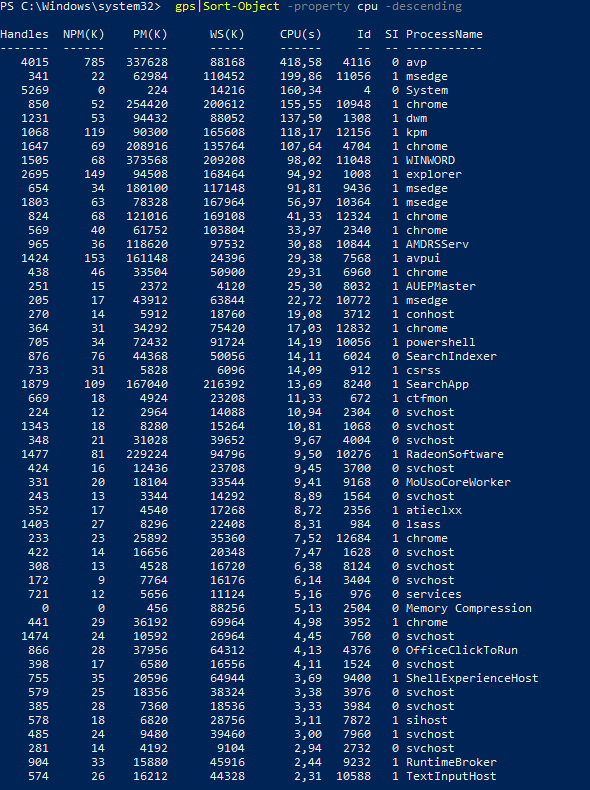 PS C:\Windows\system32> gps|Sort-Object -property cpu -descending
Handles NPM(K) PM(K) WS(K) CPU(s) Id SI ProcessName
------- ------ ----- ----- ------ -- -- -----------
4015 785 337628 88168 418,58 4116 0 avp
341 22 62984 110452 199,86 11056 1 msedge
5269 0 224 14216 160,34 4 0 System
850 52 254420 200612 155,55 10948 1 chrome
1231 53 94432 88052 137,50 1308 1 dwm
1068 119 90300 165608 118,17 12156 1 kpm
1647 69 208916 135764 107,64 4704 1 chrome
1505 68 373568 209208 98,02 11048 1 WINWORD
2695 149 94508 168464 94,92 1008 1 explorer
654 34 180100 117148 91,81 9436 1 msedge
1803 63 78328 167964 56,97 10364 1 msedge
824 68 121016 169108 41,33 12324 1 chrome
569 40 61752 103804 33,97 2340 1 chrome
965 36 118620 97532 30,88 10844 1 AMDRSServ
1424 153 161148 24396 29,38 7568 1 avpui
438 46 33504 50900 29,31 6960 1 chrome
251 15 2372 4120 25,30 8032 1 AUEPMaster
205 17 43912 63844 22,72 10772 1 msedge
270 14 5912 18760 19,08 3712 1 conhost
364 31 34292 75420 17,03 12832 1 chrome
705 34 72432 91724 14,19 10056 1 powershell
876 76 44368 50056 14,11 6024 0 SearchIndexer
733 31 5828 6096 14,09 912 1 csrss
1879 109 167040 216392 13,69 8240 1 SearchApp
669 18 4924 23208 11,33 672 1 ctfmon
224 12 2964 14088 10,94 2304 0 svchost
1343 18 8280 15264 10,81 1068 0 svchost
348 21 31028 39652 9,67 4004 0 svchost
1477 81 229224 94796 9,50 10276 1 RadeonSoftware
424 16 12436 23708 9,45 3700 0 svchost
331 20 18104 33544 9,41 9168 0 MoUsoCoreWorker
243 13 3344 14292 8,89 1564 0 svchost
352 17 4540 17268 8,72 2356 1 atieclxx
1403 27 8296 22408 8,31 984 0 lsass
233 23 25892 35360 7,52 12684 1 chrome
422 14 16656 20348 7,47 1628 0 svchost
308 13 4528 16720 6,38 8124 0 svchost
172 9 7764 16176 6,14 3404 0 svchost
721 12 5656 11124 5,16 976 0 services
0 0 456 88256 5,13 2504 0 Memory Compression
441 29 36192 69964 4,98 3952 1 chrome
1474 24 10592 26964 4,45 760 0 svchost
866 28 37956 64312 4,13 4376 0 OfficeClickToRun
398 17 6580 16556 4,11 1524 0 svchost
755 35 20596 64944 3,69 9400 1 ShellExperienceHost
579 25 18356 38324 3,38 3976 0 svchost
385 28 7360 18536 3,33 3984 0 svchost
578 18 6820 28756 3,11 7872 1 sihost
485 24 9480 39460 3,00 7960 1 svchost
281 14 4192 9104 2,94 2732 0 svchost
904 33 15880 45916 2,44 9232 1 RuntimeBroker
574 26 16212 44328 2,31 10588 1 TextInputHost